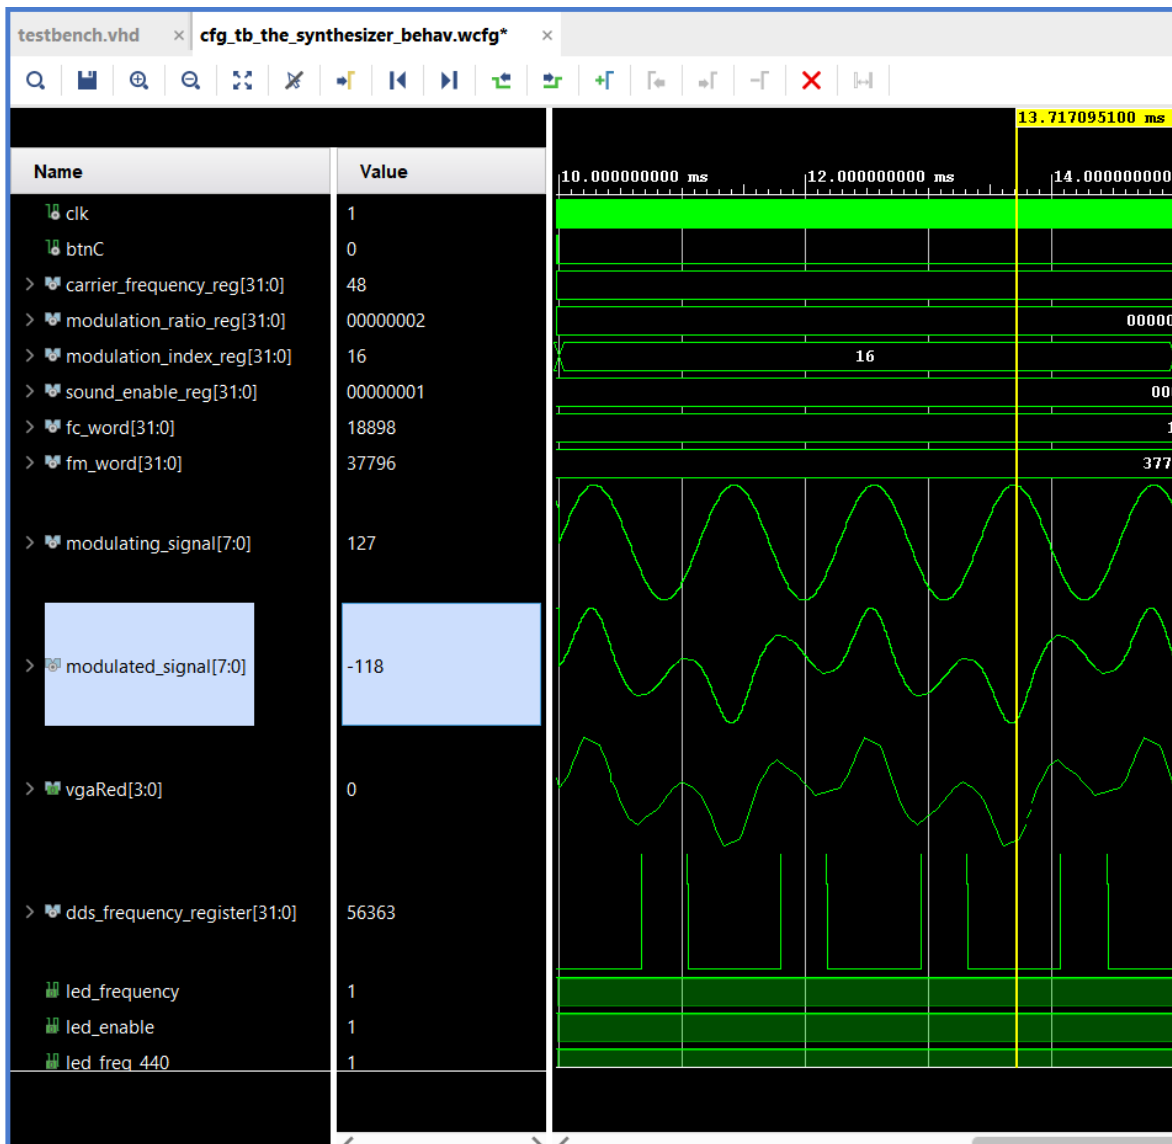 testbench.vhd × cfg_tb_the_synthesizer_behav.wcfg* ×
13.717095100 ms
Name Value
10.000000000 ms 12.000000000 ms 14.000000000
clk 1
btnC 0
carrier_frequency_reg[31:0] 48
modulation_ratio_reg[31:0] 00000002 00000
modulation_index_reg[31:0] 16 16
sound_enable_reg[31:0] 00000001 00
fc_word[31:0] 18898 1
fm_word[31:0] 37796 377
modulating_signal[7:0] 127
modulated_signal[7:0] -118
vgaRed[3:0] 0
dds_frequency_register[31:0] 56363
led_frequency 1
led_enable 1
led_freq_440 1